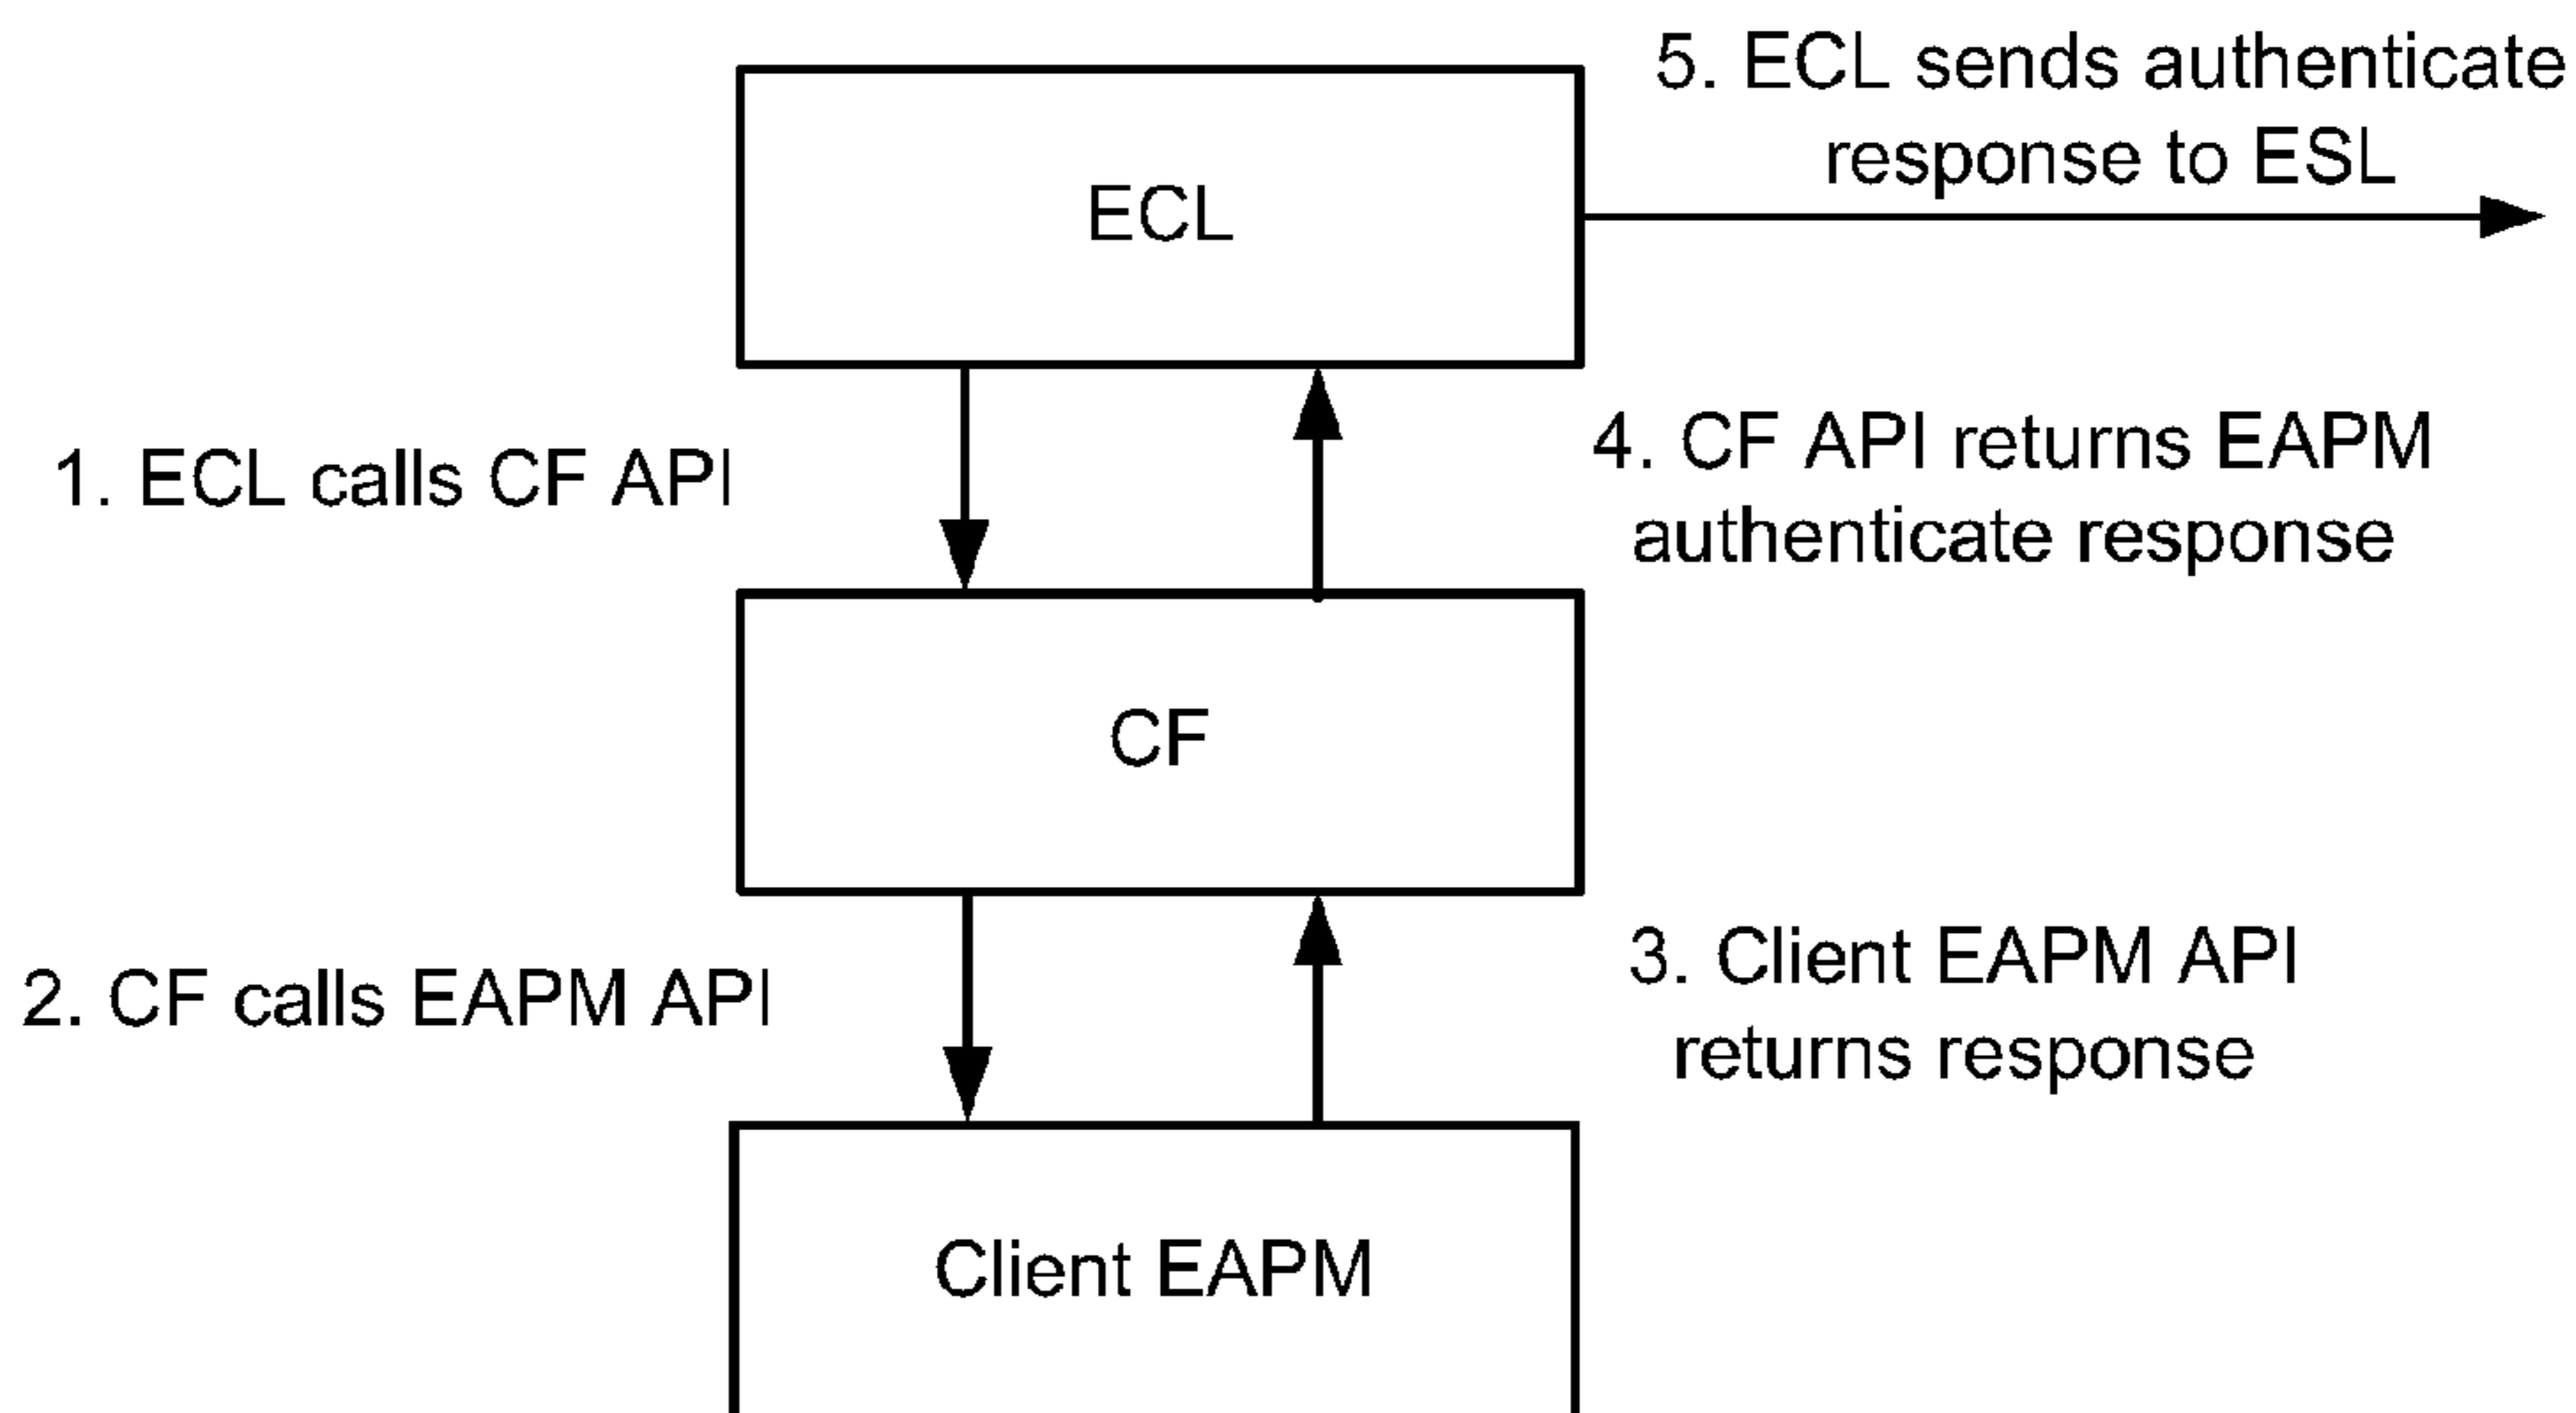 5. ECL sends authenticate
response to ESL
ECL
1. ECL calls CF API
4. CF API returns EAPM
authenticate response
CF
2. CF calls EAPM API
3. Client EAPM API
returns response
Client EAPM